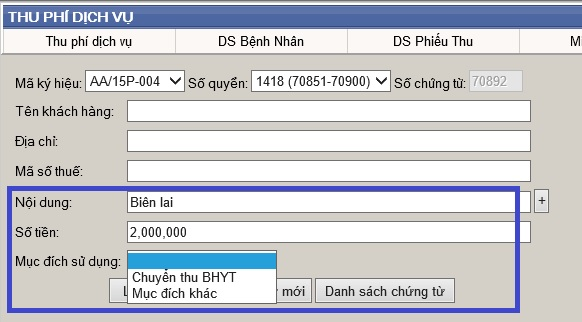 THU PHÍ DỊCH VỤ
Thu phí dịch vụ DS Bệnh Nhân DS Phiếu Thu
Mã ký hiệu: AA/15P-004 Số quyển: 1418 (70851-70900) Số chứng từ: 70892
Tên khách hàng:
Địa chỉ:
Mã số thuế:
Nội dung: Biên lai +
Số tiền: 2,000,000
Mục đích sử dụng:
Chuyển thu BHYT
Mục đích khác
mới Danh sách chứng từ